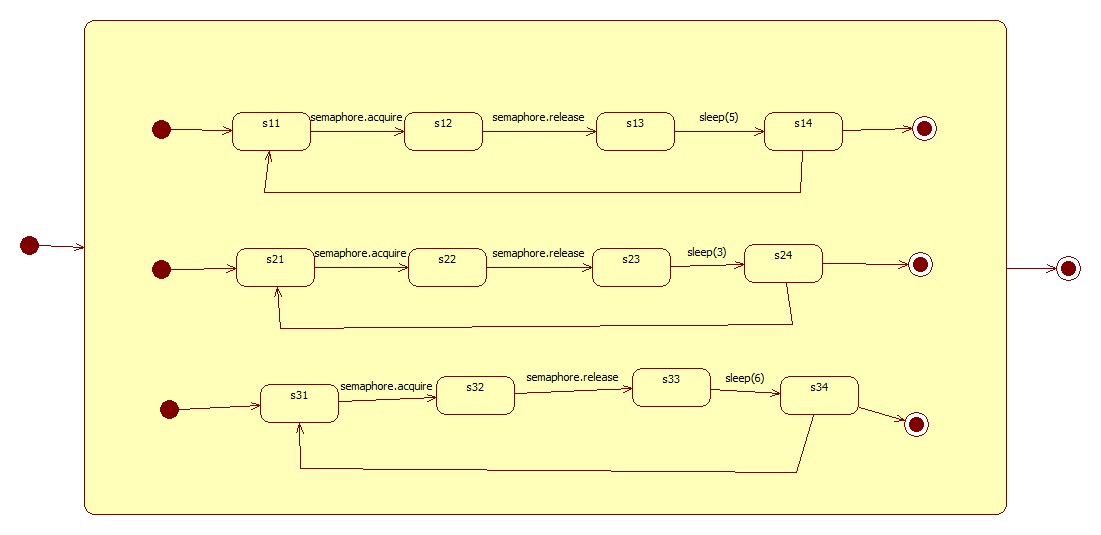 s11
semaphore.acquire
s12
semaphore.release
s13
sleep(5)
s14
s21
semaphore.acquire
s22
semaphore.release
s23
sleep(3)
s24
s31
semaphore.acquire
s32
semaphore.release
s33
sleep(6)
s34